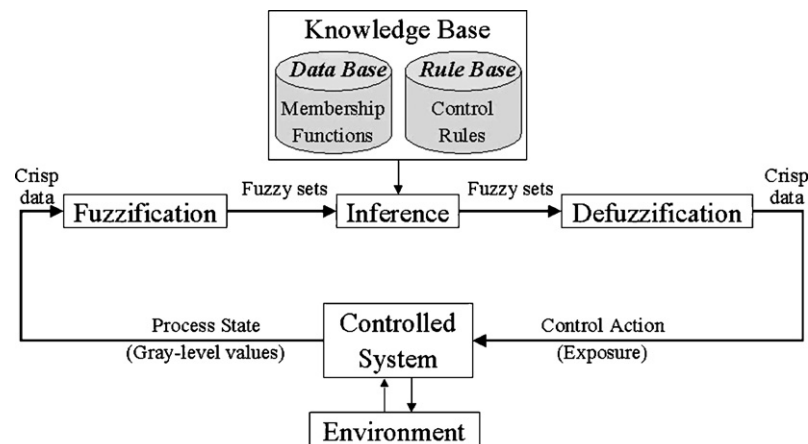 Knowledge Base
Data Base
Rule Base
Membership
Functions
Control
Rules
Crisp
data
Fuzzification
Fuzzy sets
Inference
Fuzzy sets
Defuzzification
Crisp
data
Process State
(Gray-level values)
Controlled
System
Control Action
(Exposure)
Environment